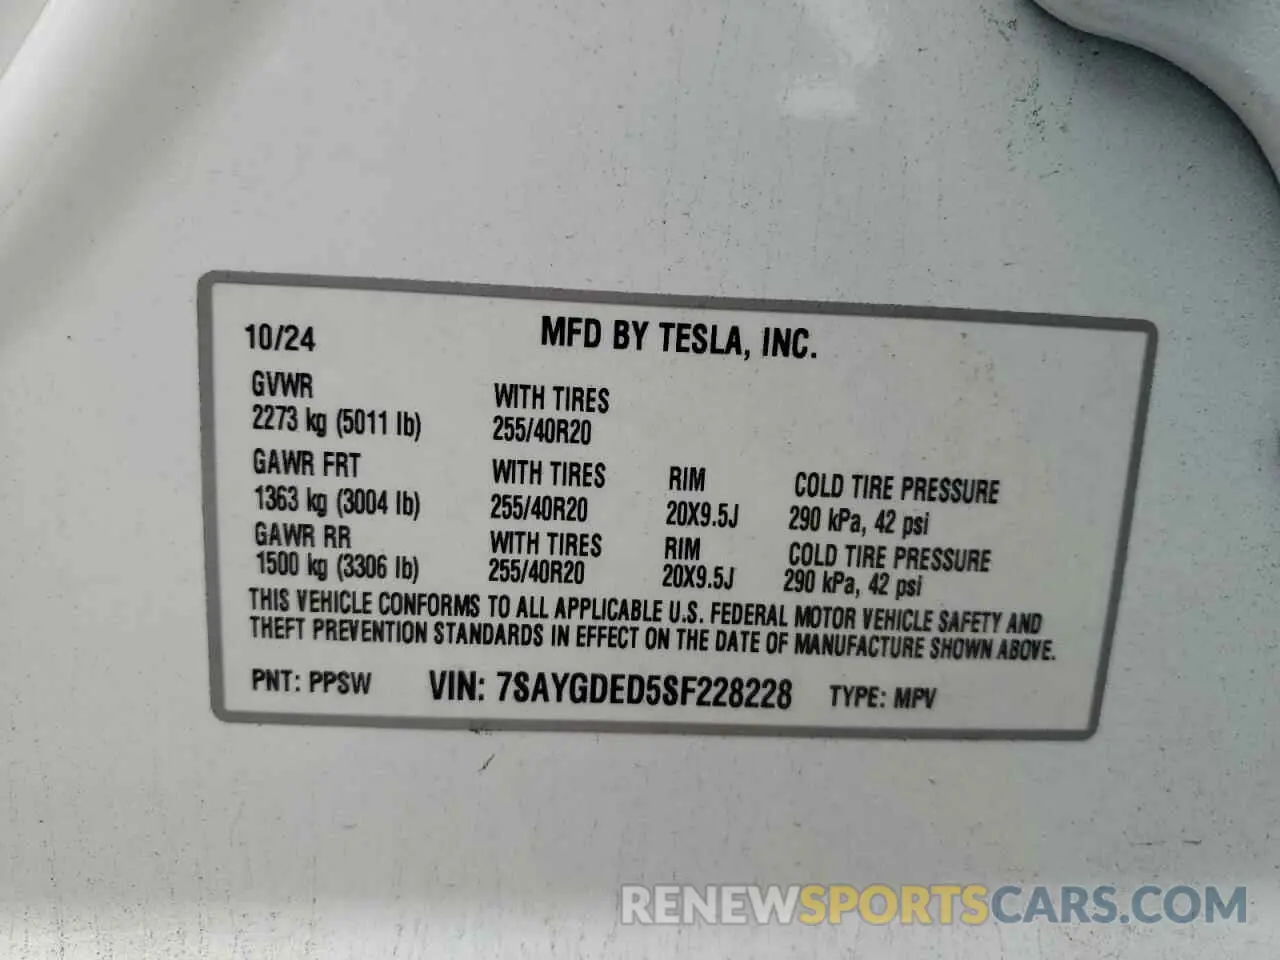 10/24 MFD BY TESLA, INC.
GVWR WITH TIRES
2273 kg (5011 lb) 255/40R20
GAWR FRT WITH TIRES RIM COLD TIRE PRESSURE
1363 kg (3004 lb) 255/40R20 20X9.5J 290 kPa, 42 psi
GAWR RR WITH TIRES RIM COLD TIRE PRESSURE
1500 kg (3306 lb) 255/40R20 20X9.5J 290 kPa, 42 psi
THIS VEHICLE CONFORMS TO ALL APPLICABLE U.S. FEDERAL MOTOR VEHICLE SAFETY AND
THEFT PREVENTION STANDARDS IN EFFECT ON THE DATE OF MANUFACTURE SHOWN ABOVE.
PNT: PPSW VIN: 7SAYGDED5SF228228 TYPE: MPV
RENEWSPORTSCARS.COM